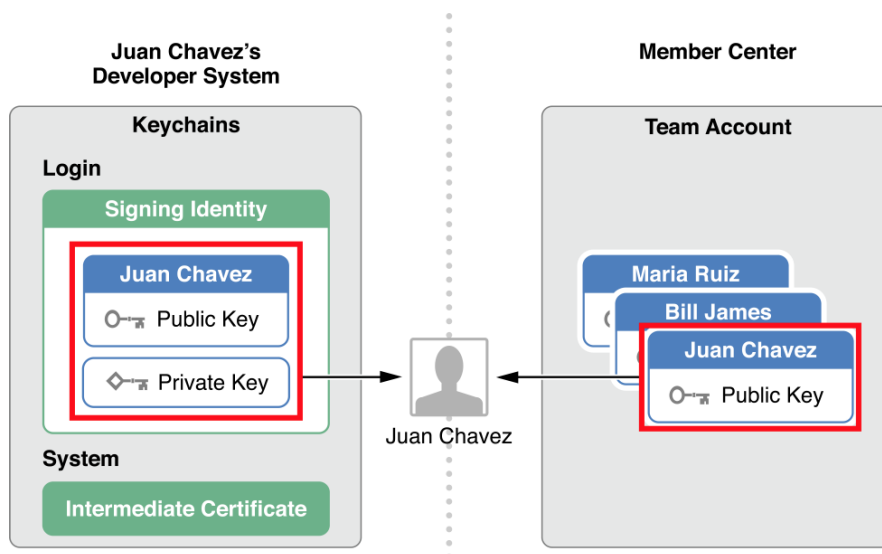 Juan Chavez’s
Developer System
Keychains
Login
Signing Identity
Juan Chavez
Public Key
Private Key
System
Intermediate Certificate
Juan Chavez
Member Center
Team Account
Maria Ruiz
Bill James
Juan Chavez
Public Key